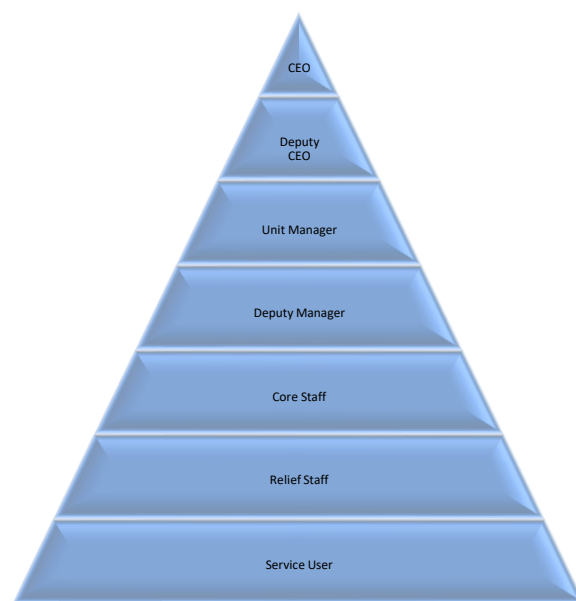 CEO
Deputy
CEO
Unit Manager
Deputy Manager
Core Staff
Relief Staff
Service User